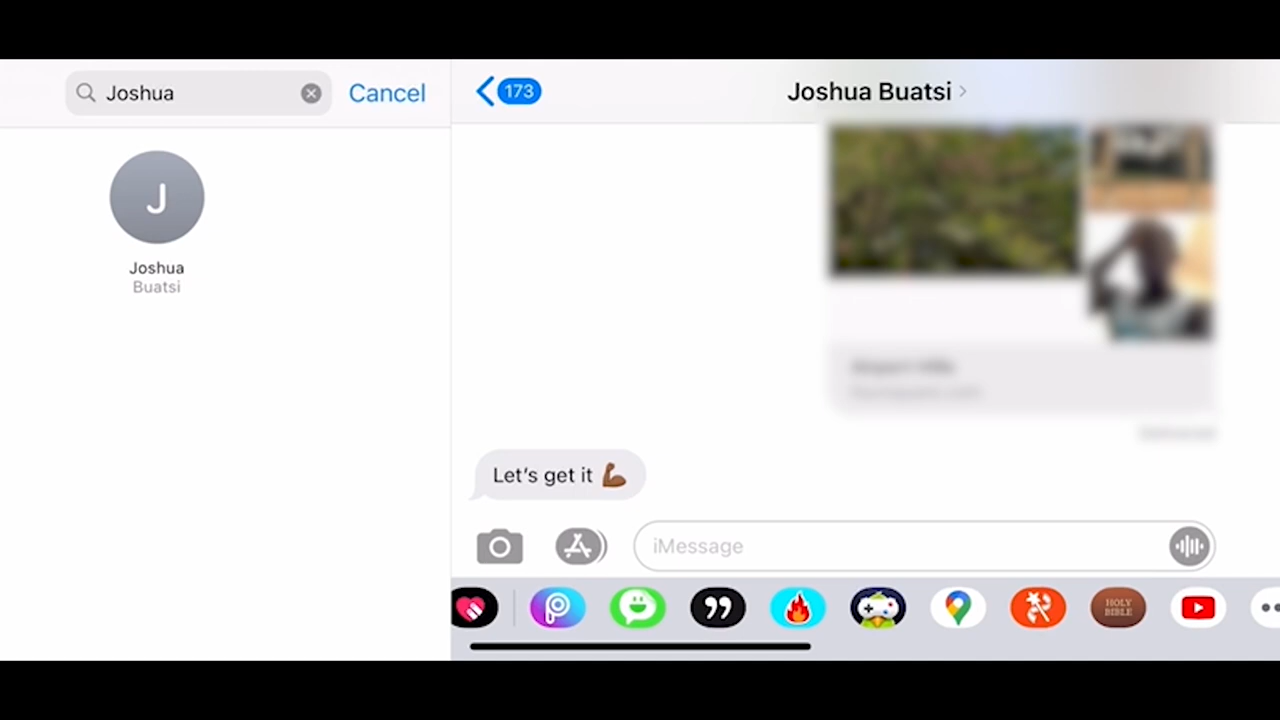 Joshua
Cancel
J
Joshua
Buatsi
173
Joshua Buatsi
Let's get it
iMessage
HOLY
BIBLE